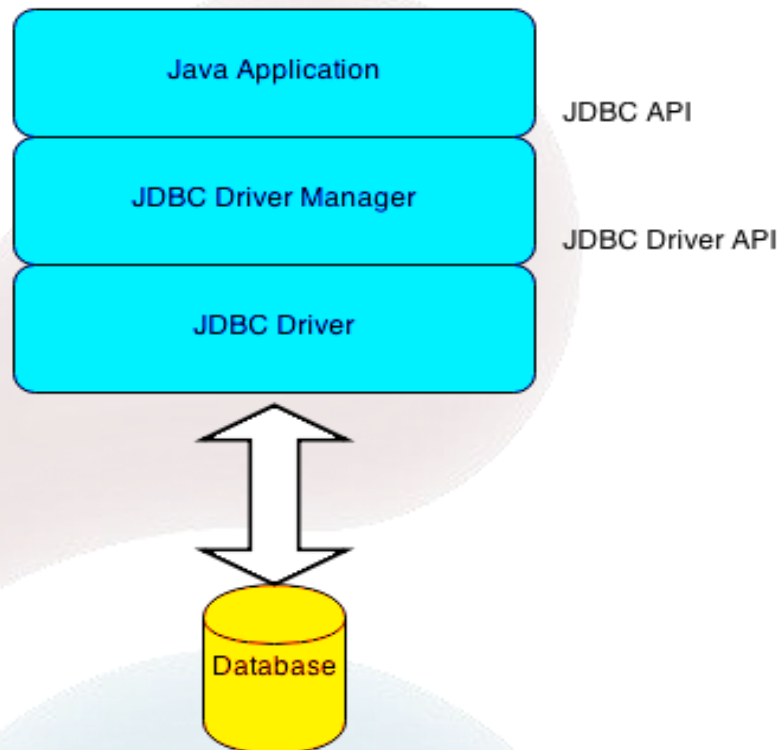 Java Application
JDBC API
JDBC Driver Manager
JDBC Driver API
JDBC Driver
Database